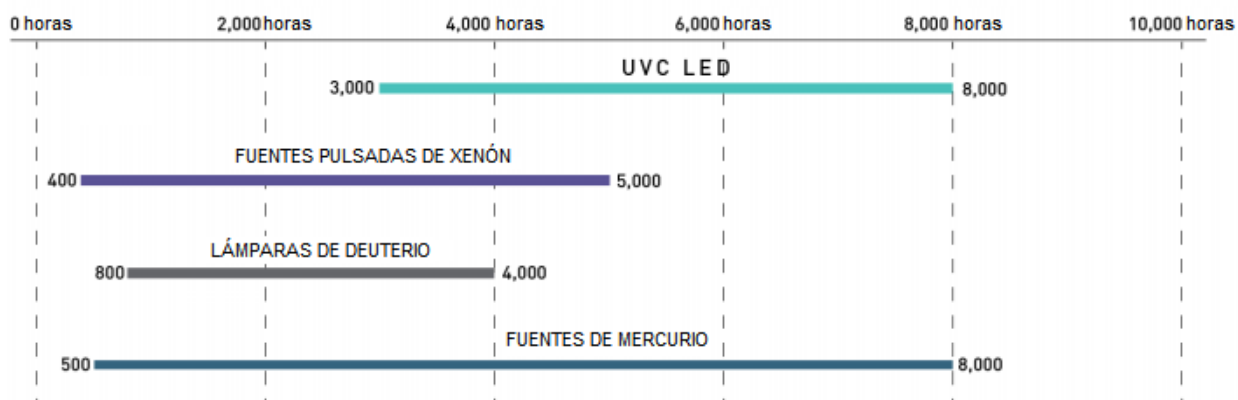 0 horas 2,000 horas 4,000 horas 6,000 horas 8,000 horas 10,000 horas
UVC LED
3,000 8,000
FUENTES PULSADAS DE XENÓN
400 5,000
LÁMPARAS DE DEUTERIO
800 4,000
FUENTES DE MERCURIO
500 8,000